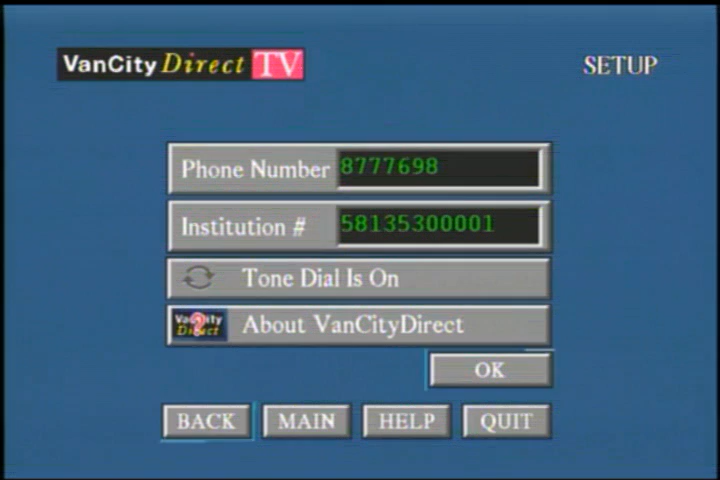 VanCity Direct TV
SETUP
Phone Number 8777698
Institution # 58135300001
Tone Dial Is On
VanCity Direct ? About VanCityDirect
OK
BACK MAIN HELP QUIT